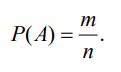 P(A) = m/n.